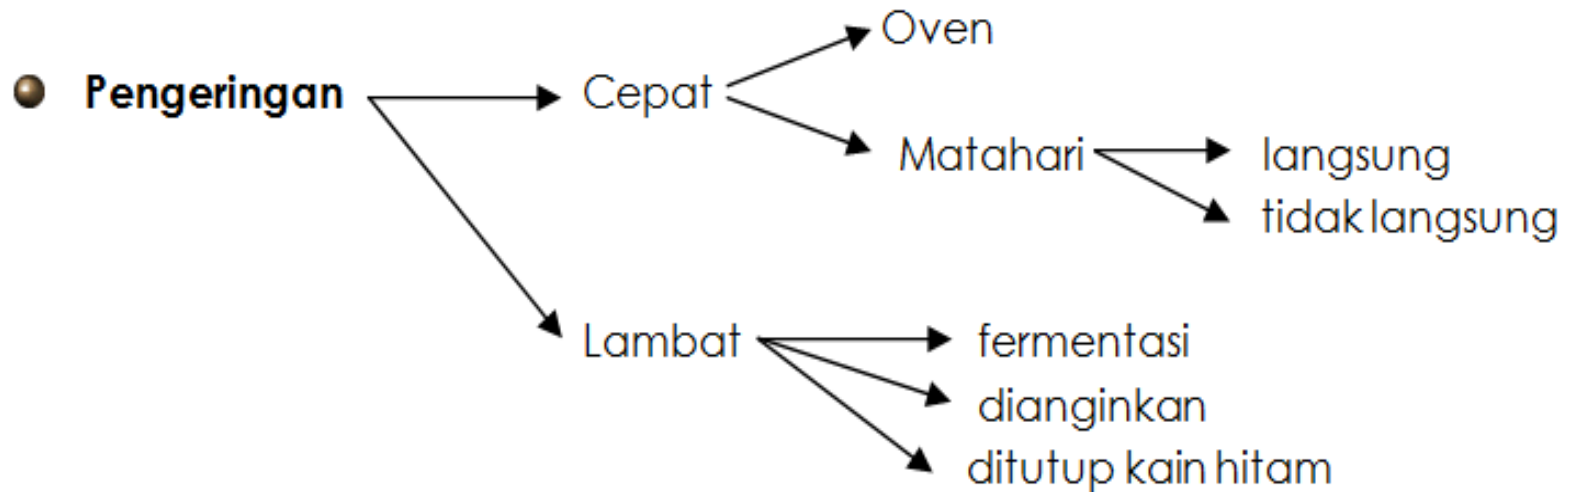 Oven
Pengeringan
Cepat
Matahari
langsung
tidak langsung
Lambat
fermentasi
dianginkan
ditutup kain hitam